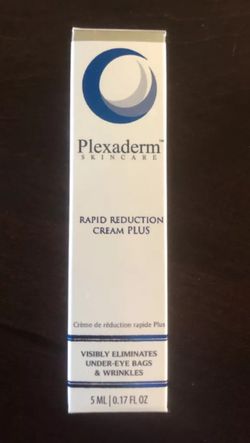 Plexaderm™
SKINCARE
RAPID REDUCTION
CREAM PLUS
Crème de réduction rapide Plus
VISIBLY ELIMINATES
UNDER-EYE BAGS
& WRINKLES
5 ML | 0.17 FL OZ